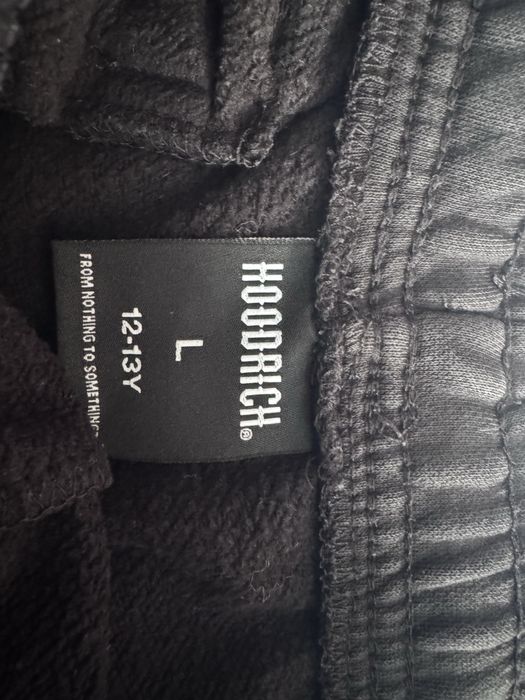 HOODRICH®
L
12-13Y
FROM NOTHING TO SOMETHING